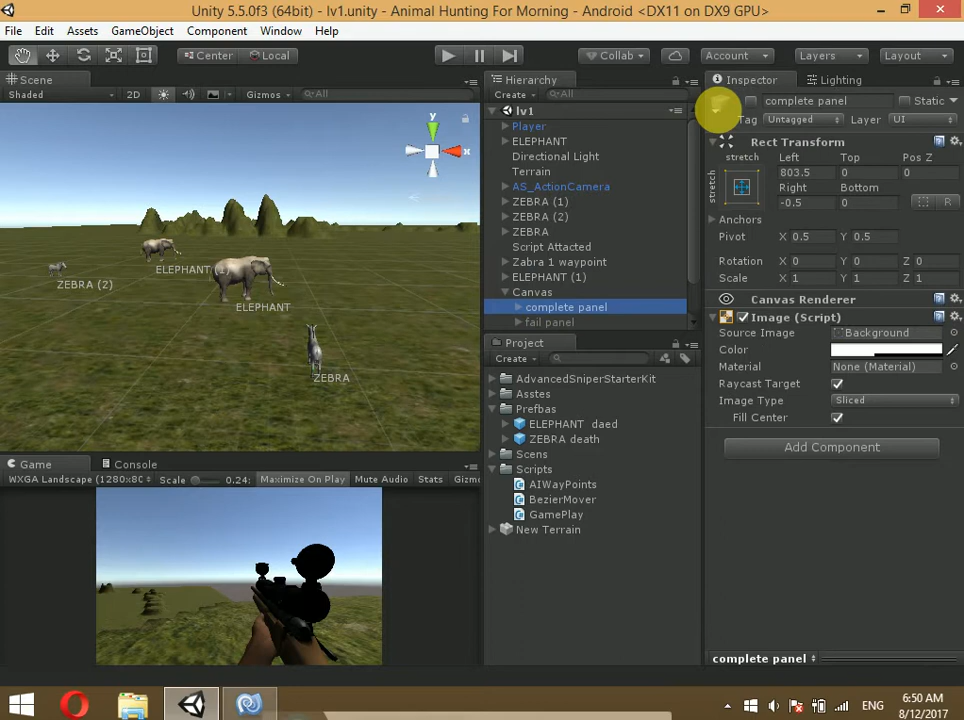 Unity 5.5.0f3 (64bit) - lv1.unity - Animal Hunting For Morning - Android <DX11 on DX9 GPU>
File Edit Assets GameObject Component Window Help
Center Local Collab Account Layers Layout
Scene
Shaded 2D Gizmos All
y
x
ZEBRA (2)
ELEPHANT (1)
ELEPHANT
ZEBRA
Game Console
WXGA Landscape (1280x80 Scale 0.24: Maximize On Play Mute Audio Stats Gizmo
Hierarchy
Create All
lv1
Player
ELEPHANT
Directional Light
Terrain
AS_ActionCamera
ZEBRA (1)
ZEBRA (2)
ZEBRA
Script Attacted
Zabra 1 waypoint
ELEPHANT (1)
Canvas
complete panel
fail panel
Project
Create
AdvancedSniperStarterKit
Asstes
Prefbas
ELEPHANT daed
ZEBRA death
Scens
Scripts
AIWayPoints
BezierMover
GamePlay
New Terrain
Inspector Lighting
complete panel Static
Tag Untagged Layer UI
Rect Transform
stretch Left Top Pos Z
stretch 803.5 0 0
Right Bottom
-0.5 0 R
Anchors
Pivot X 0.5 Y 0.5
Rotation X 0 Y 0 Z 0
Scale X 1 Y 1 Z 1
Canvas Renderer
Image (Script)
Source Image Background
Color
Material None (Material)
Raycast Target
Image Type Sliced
Fill Center
Add Component
complete panel
ENG
6:50 AM
8/12/2017